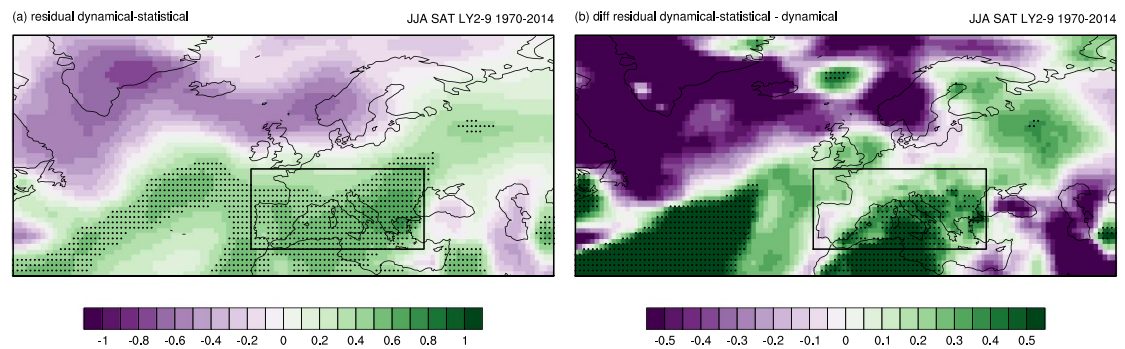 (a) residual dynamical-statistical JJA SAT LY2-9 1970-2014
(b) diff residual dynamical-statistical - dynamical JJA SAT LY2-9 1970-2014
-1 -0.8 -0.6 -0.4 -0.2 0 0.2 0.4 0.6 0.8 1
-0.5 -0.4 -0.3 -0.2 -0.1 0 0.1 0.2 0.3 0.4 0.5